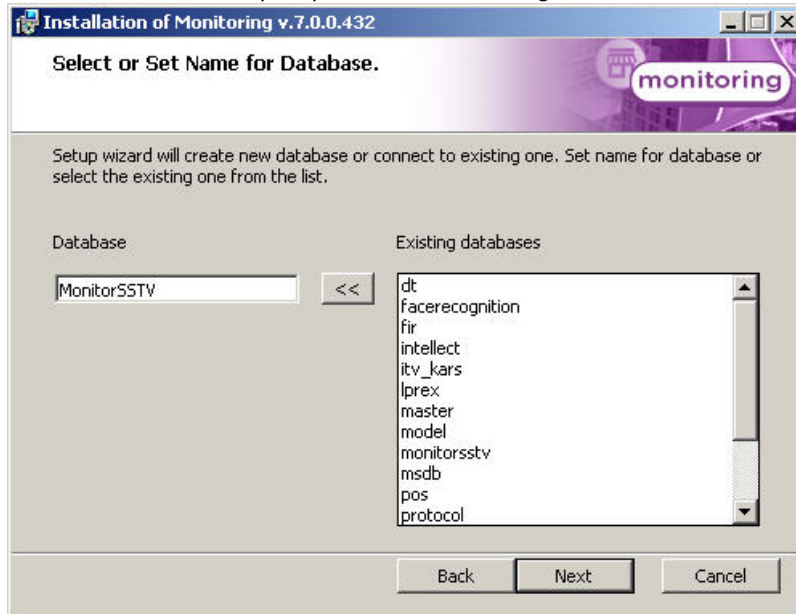 Installation of Monitoring v.7.0.0.432
Select or Set Name for Database.
monitoring
Setup wizard will create new database or connect to existing one. Set name for database or
select the existing one from the list.
Database
Existing databases
MonitorSSTV
<<
dt
facerecognition
fir
intellect
itv_kars
lprex
master
model
monitorsstv
msdb
pos
protocol
Back
Next
Cancel